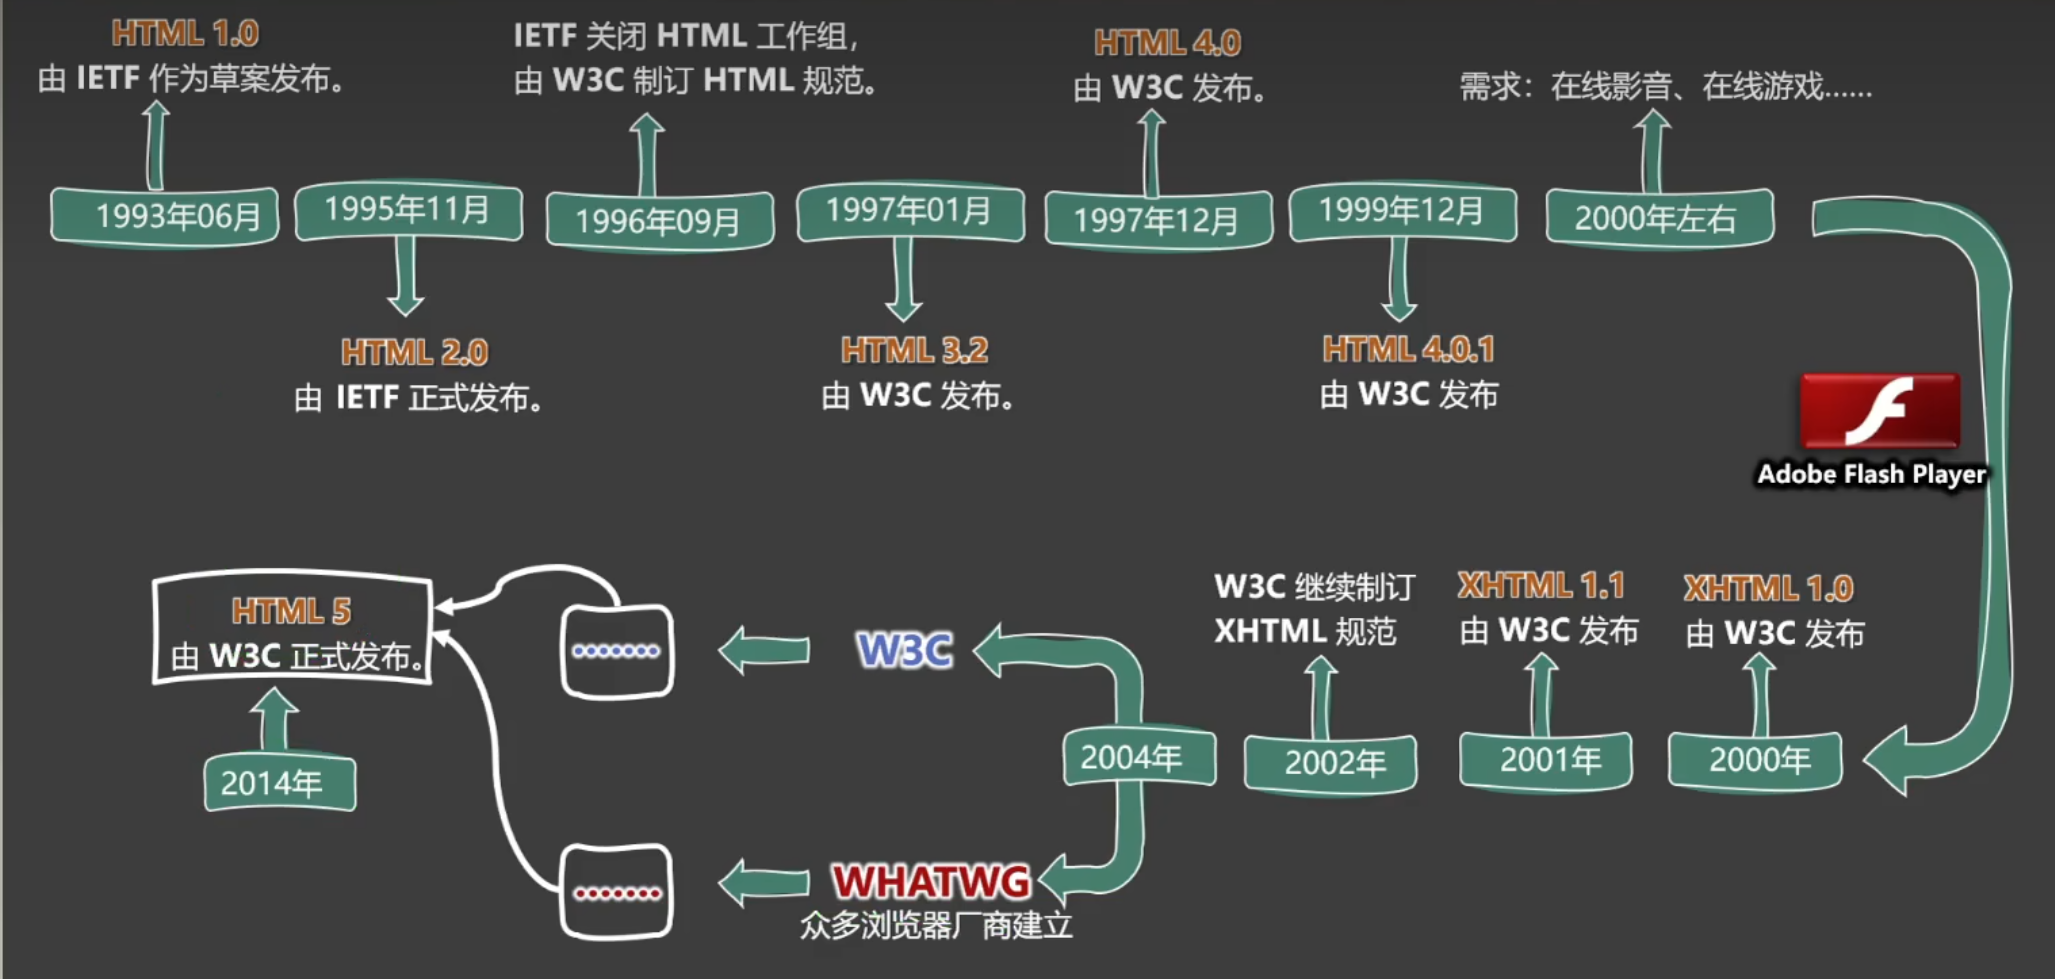 HTML 1.0
由 IETF 作为草案发布。
IETF 关闭 HTML 工作组，
由 W3C 制订 HTML 规范。
HTML 4.0
由 W3C 发布。
需求：在线影音、在线游戏……
1993年06月
1995年11月
1996年09月
1997年01月
1997年12月
1999年12月
2000年左右
HTML 2.0
由 IETF 正式发布。
HTML 3.2
由 W3C 发布。
HTML 4.0.1
由 W3C 发布
Adobe Flash Player
XHTML 1.0
由 W3C 发布
2000年
XHTML 1.1
由 W3C 发布
2001年
W3C 继续制订
XHTML 规范
2002年
2004年
W3C
WHATWG
众多浏览器厂商建立
HTML 5
由 W3C 正式发布。
2014年